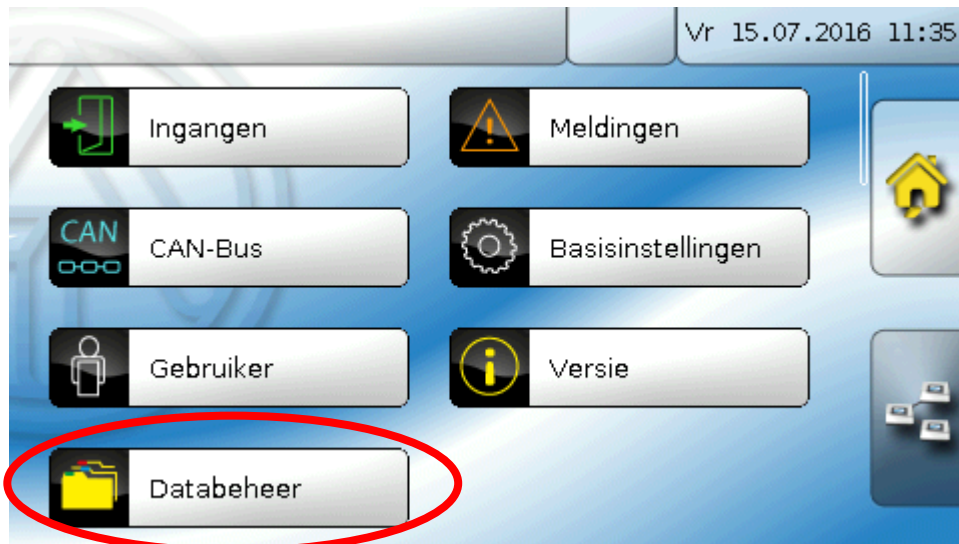 Vr 15.07.2016 11:35
Ingangen
Meldingen
CAN
CAN-Bus
Basisinstellingen
Gebruiker
Versie
Databeheer